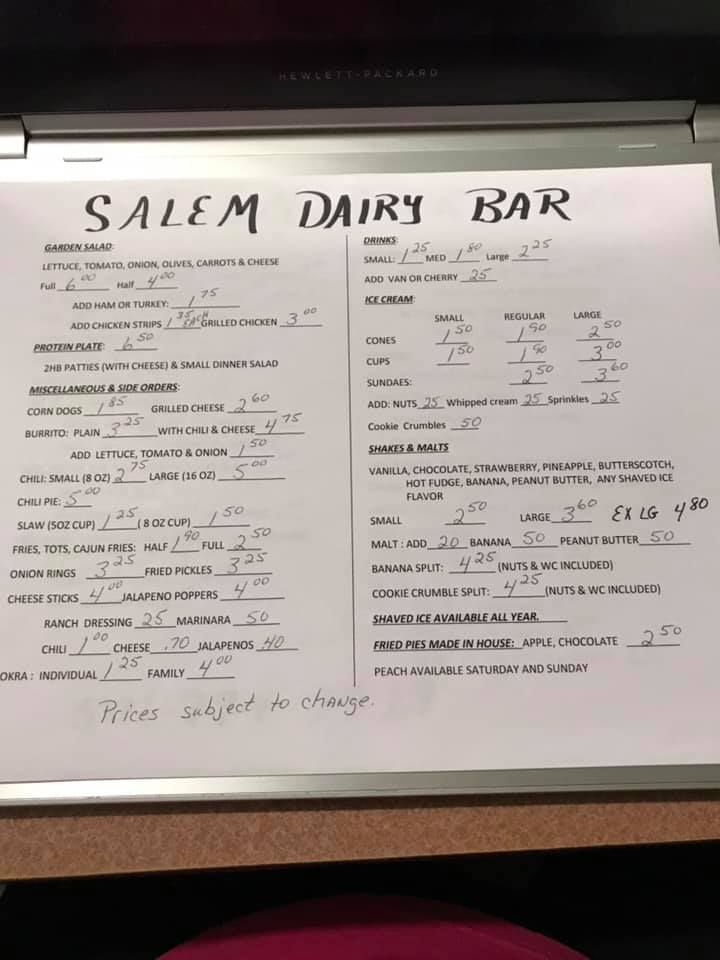 HEWLETT-PACKARD
SALEM DAIRY BAR
GARDEN SALAD:
LETTUCE, TOMATO, ONION, OLIVES, CARROTS & CHEESE
Full 6 00 Half 4 00
ADD HAM OR TURKEY: 1 75
ADD CHICKEN STRIPS 1 35 EACH GRILLED CHICKEN 3 00
PROTEIN PLATE: 6 50
2HB PATTIES (WITH CHEESE) & SMALL DINNER SALAD
MISCELLANEOUS & SIDE ORDERS:
CORN DOGS 1 85 GRILLED CHEESE 2 60
BURRITO: PLAIN 3 25 WITH CHILI & CHEESE 4 75
ADD LETTUCE, TOMATO & ONION 1 50
CHILI: SMALL (8 OZ) 2 75 LARGE (16 OZ) 5 00
CHILI PIE: 5 00
SLAW (5OZ CUP) 1 25 ( 8 OZ CUP) 1 50
FRIES, TOTS, CAJUN FRIES: HALF 1 90 FULL 2 50
ONION RINGS 3 25 FRIED PICKLES 3 25
CHEESE STICKS 4 00 JALAPENO POPPERS 4 00
RANCH DRESSING 25 MARINARA 50
CHILI 1 00 CHEESE .70 JALAPENOS 40
OKRA : INDIVIDUAL 1 25 FAMILY 4 00
DRINKS:
SMALL: 1 25 MED 1 80 Large 2 25
ADD VAN OR CHERRY 25
ICE CREAM:
SMALL REGULAR LARGE
CONES 1 50 1 90 2 50
CUPS 1 50 1 90 3 00
SUNDAES: 2 50 3 60
ADD: NUTS 25 Whipped cream 25 Sprinkles 25
Cookie Crumbles 50
SHAKES & MALTS
VANILLA, CHOCOLATE, STRAWBERRY, PINEAPPLE, BUTTERSCOTCH,
HOT FUDGE, BANANA, PEANUT BUTTER, ANY SHAVED ICE
FLAVOR
SMALL 2 50 LARGE 3 60 EX LG 4 80
MALT : ADD 20 BANANA 50 PEANUT BUTTER 50
BANANA SPLIT: 4 25 (NUTS & WC INCLUDED)
COOKIE CRUMBLE SPLIT: 4 25 (NUTS & WC INCLUDED)
SHAVED ICE AVAILABLE ALL YEAR.
FRIED PIES MADE IN HOUSE: APPLE, CHOCOLATE 2 50
PEACH AVAILABLE SATURDAY AND SUNDAY
Prices subject to change.